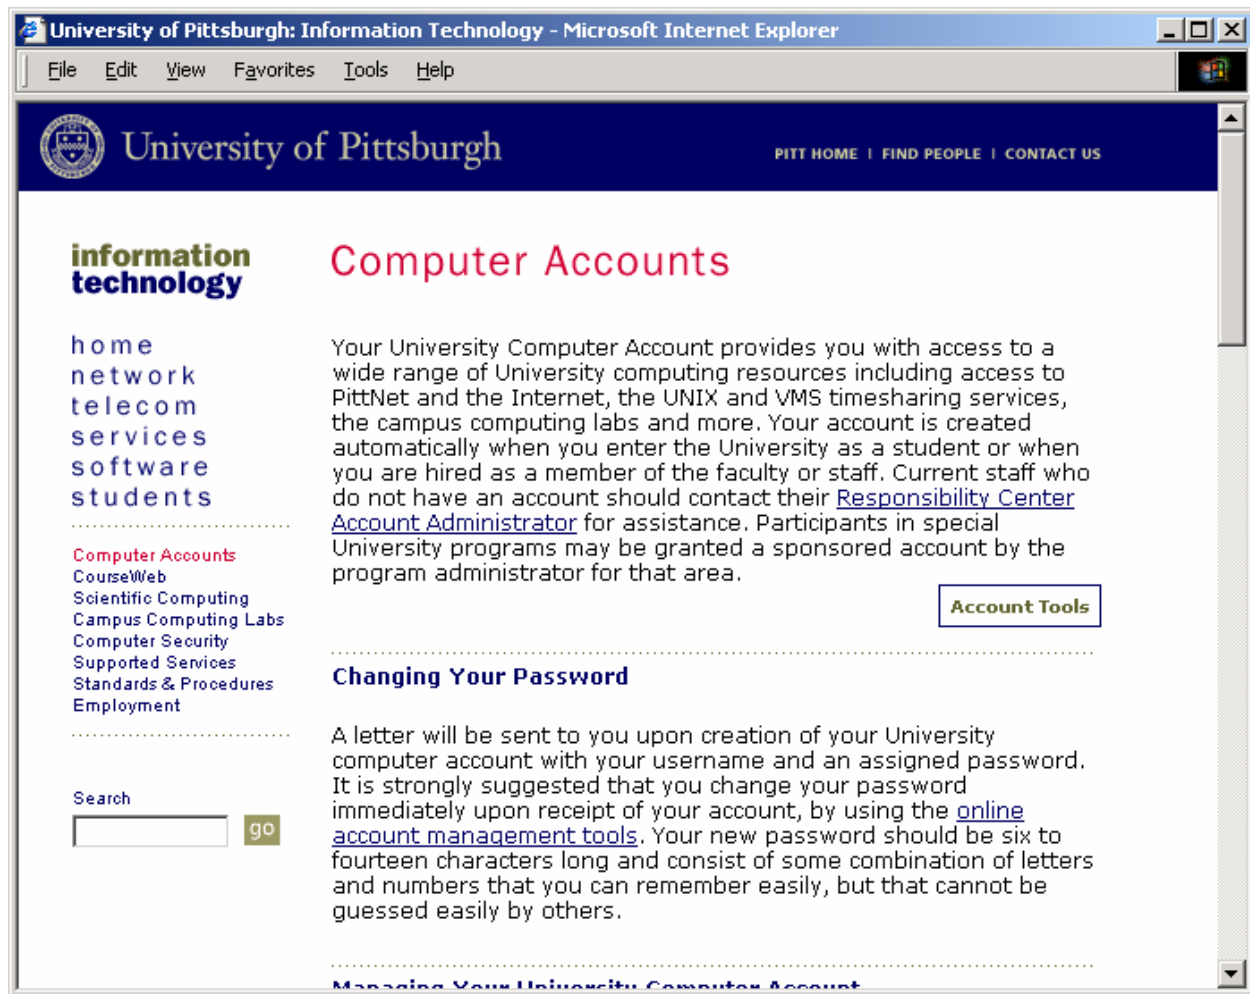 University of Pittsburgh: Information Technology - Microsoft Internet Explorer
File Edit View Favorites Tools Help
University of Pittsburgh
PITT HOME | FIND PEOPLE | CONTACT US
information
technology
home
network
telecom
services
software
students
Computer Accounts
CourseWeb
Scientific Computing
Campus Computing Labs
Computer Security
Supported Services
Standards & Procedures
Employment
Search
go
Computer Accounts
Your University Computer Account provides you with access to a
wide range of University computing resources including access to
PittNet and the Internet, the UNIX and VMS timesharing services,
the campus computing labs and more. Your account is created
automatically when you enter the University as a student or when
you are hired as a member of the faculty or staff. Current staff who
do not have an account should contact their Responsibility Center
Account Administrator for assistance. Participants in special
University programs may be granted a sponsored account by the
program administrator for that area.
Account Tools
Changing Your Password
A letter will be sent to you upon creation of your University
computer account with your username and an assigned password.
It is strongly suggested that you change your password
immediately upon receipt of your account, by using the online
account management tools. Your new password should be six to
fourteen characters long and consist of some combination of letters
and numbers that you can remember easily, but that cannot be
guessed easily by others.
Managing Your University Computer Account